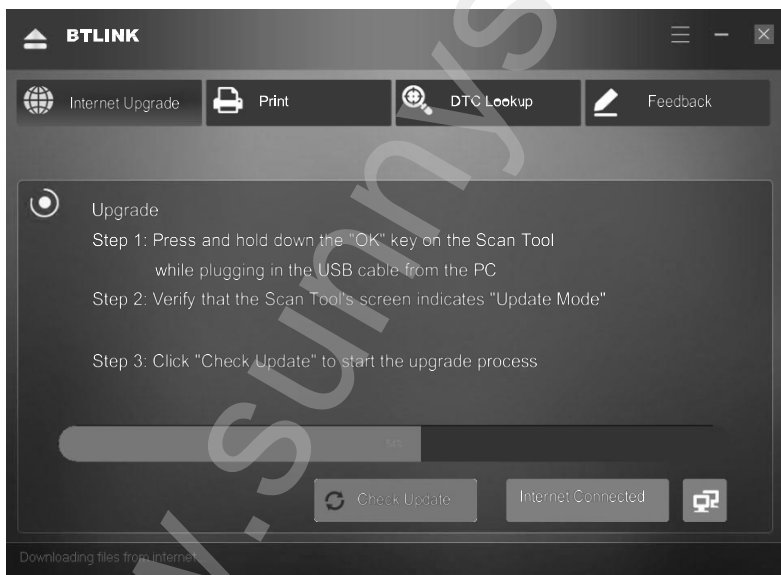 BTLINK
Internet Upgrade
Print
DTC Lookup
Feedback
Upgrade
Step 1: Press and hold down the "OK" key on the Scan Tool
while plugging in the USB cable from the PC
Step 2: Verify that the Scan Tool's screen indicates "Update Mode"
Step 3: Click "Check Update" to start the upgrade process
Check Update
Internet Connected
Downloading files from internet
.sunnys